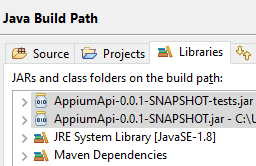 Java Build Path
Source Projects Libraries
JARs and class folders on the build path:
AppiumApi-0.0.1-SNAPSHOT-tests.jar
AppiumApi-0.0.1-SNAPSHOT.jar - C:\U
JRE System Library [JavaSE-1.8]
Maven Dependencies